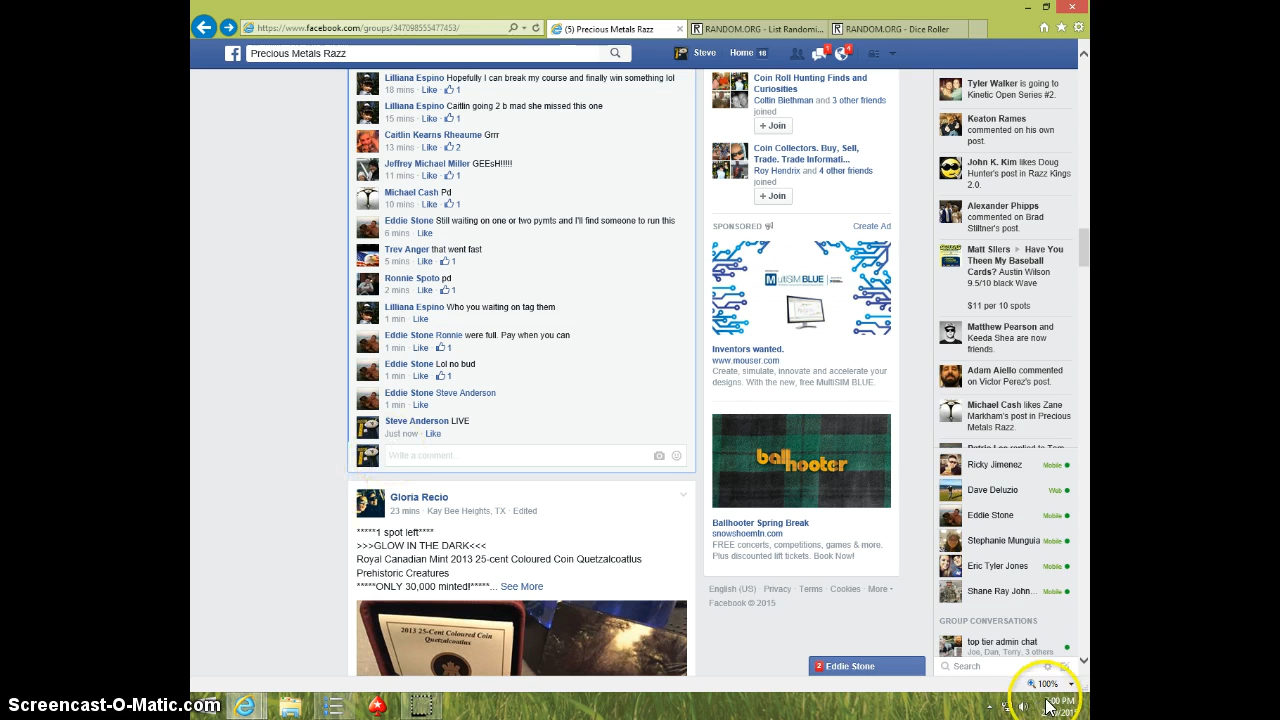 https://www.facebook.com/groups/347098555477453/
(5) Precious Metals Razz
RANDOM.ORG - List Randomi...
RANDOM.ORG - Dice Roller
Precious Metals Razz
Steve
Home 18
1
4
Lilliana Espino Hopefully I can break my course and finally win something lol
18 mins · Like · 1
Lilliana Espino Caitlin going 2 b mad she missed this one
15 mins · Like · 1
Caitlin Kearns Rheaume Grrr
13 mins · Like · 2
Jeffrey Michael Miller GEEsH!!!!!
11 mins · Like · 1
Michael Cash Pd
10 mins · Like · 1
Eddie Stone Still waiting on one or two pymts and I'll find someone to run this
6 mins · Like
Trev Anger that went fast
5 mins · Like · 1
Ronnie Spoto pd
2 mins · Like · 1
Lilliana Espino Who you waiting on tag them
1 min · Like
Eddie Stone Ronnie were full. Pay when you can
1 min · Like · 1
Eddie Stone Lol no bud
1 min · Like · 1
Eddie Stone Steve Anderson
1 min · Like
Steve Anderson LIVE
Just now · Like
Write a comment...
Gloria Recio
23 mins · Kay Bee Heights, TX · Edited
*****1 spot left****
>>>GLOW IN THE DARK<<<
Royal Canadian Mint 2013 25-cent Coloured Coin Quetzalcoatlus
Prehistoric Creatures
*****ONLY 30,000 minted!*****... See More
2013 25-Cent Coloured Coin
Quetzalcoatlus
Coin Roll Hunting Finds and
Curiosities
Coltin Biethman and 3 other friends
joined
+ Join
Coin Collectors. Buy, Sell,
Trade. Trade Informati...
Roy Hendrix and 4 other friends
joined
+ Join
SPONSORED
Create Ad
MultiSIM BLUE
Inventors wanted.
www.mouser.com
Create, simulate, innovate and accelerate your
designs. With the new, free MultiSIM BLUE.
ballhooter
Ballhooter Spring Break
snowshoemtn.com
FREE concerts, competitions, games & more.
Plus discounted lift tickets. Book Now!
English (US) · Privacy · Terms · Cookies · More
Facebook © 2015
Tyler Walker is going to
Kinetic Open Series #2.
Keaton Rames
commented on his own
post.
John K. Kim likes Doug
Hunter's post in Razz Kings
2.0.
Alexander Phipps
commented on Brad
Stiltner's post.
Matt Slers ▸ Have You
Theen My Baseball
Cards? Austin Wilson
9.5/10 black Wave
$11 per 10 spots
Matthew Pearson and
Keeda Shea are now
friends.
Adam Aiello commented
on Victor Perez's post.
Michael Cash likes Zane
Markham's post in Precious
Metals Razz.
Ricky Jimenez Mobile
Dave Deluzio Web
Eddie Stone Mobile
Stephanie Munguia Mobile
Eric Tyler Jones Mobile
Shane Ray John... Mobile
GROUP CONVERSATIONS
top tier admin chat
Joe, Dan, Terry, 3 others
2 Eddie Stone
Search
100%
Screencast-O-Matic.com